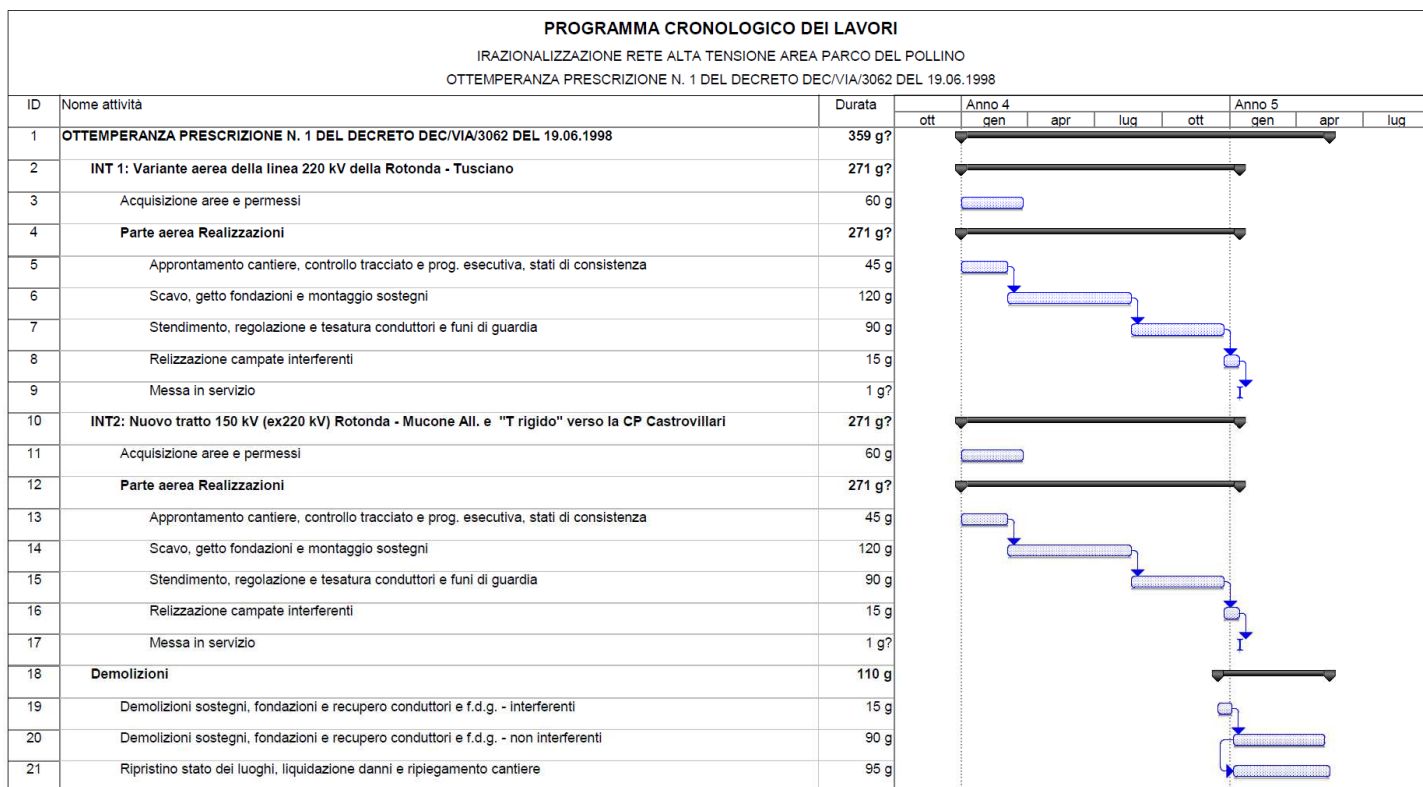 PROGRAMMA CRONOLOGICO DEI LAVORI
IRAZIONALIZZAZIONE RETE ALTA TENSIONE AREA PARCO DEL POLLINO
OTTEMPERANZA PRESCRIZIONE N. 1 DEL DECRETO DEC/VIA/3062 DEL 19.06.1998
ID Nome attività Durata Anno 4 Anno 5
ott gen apr lug ott gen apr lug
1 OTTEMPERANZA PRESCRIZIONE N. 1 DEL DECRETO DEC/VIA/3062 DEL 19.06.1998 359 g?
2 INT 1: Variante aerea della linea 220 kV della Rotonda - Tusciano 271 g?
3 Acquisizione aree e permessi 60 g
4 Parte aerea Realizzazioni 271 g?
5 Approntamento cantiere, controllo tracciato e prog. esecutiva, stati di consistenza 45 g
6 Scavo, getto fondazioni e montaggio sostegni 120 g
7 Stendimento, regolazione e tesatura conduttori e funi di guardia 90 g
8 Relizzazione campate interferenti 15 g
9 Messa in servizio 1 g?
10 INT2: Nuovo tratto 150 kV (ex220 kV) Rotonda - Mucone All. e "T rigido" verso la CP Castrovillari 271 g?
11 Acquisizione aree e permessi 60 g
12 Parte aerea Realizzazioni 271 g?
13 Approntamento cantiere, controllo tracciato e prog. esecutiva, stati di consistenza 45 g
14 Scavo, getto fondazioni e montaggio sostegni 120 g
15 Stendimento, regolazione e tesatura conduttori e funi di guardia 90 g
16 Relizzazione campate interferenti 15 g
17 Messa in servizio 1 g?
18 Demolizioni 110 g
19 Demolizioni sostegni, fondazioni e recupero conduttori e f.d.g. - interferenti 15 g
20 Demolizioni sostegni, fondazioni e recupero conduttori e f.d.g. - non interferenti 90 g
21 Ripristino stato dei luoghi, liquidazione danni e ripiegamento cantiere 95 g